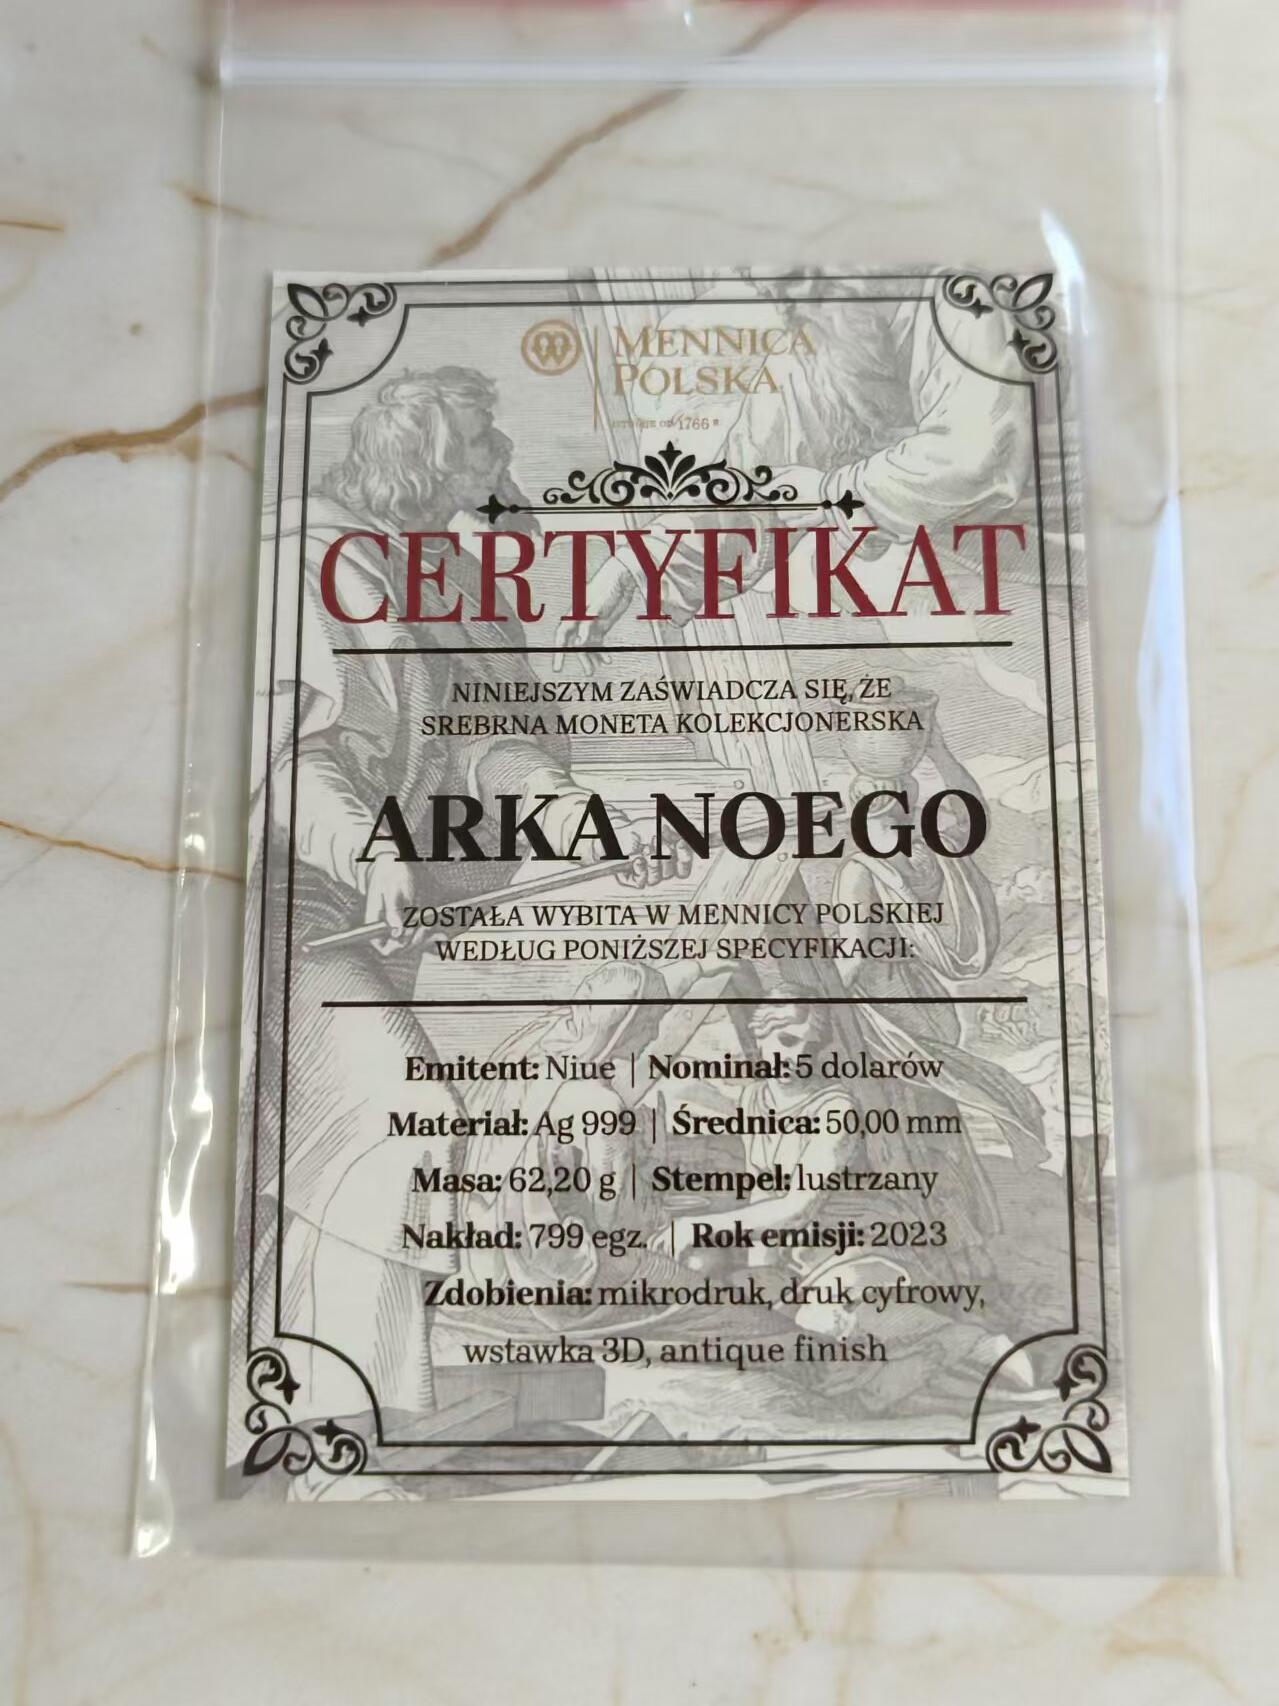 MENNICA
POLSKA
1766 R
CERTYFIKAT
NINIEJSZYM ZAŚWIADCZA SIĘ, ŻE
SREBRNA MONETA KOLEKCJONERSKA
ARKA NOEGO
ZOSTAŁA WYBITA W MENNICY POLSKIEJ
WEDŁUG PONIŻSZEJ SPECYFIKACJI:
Emitent: Niue | Nominał: 5 dolarów
Materiał: Ag 999 | Średnica: 50,00 mm
Masa: 62,20 g | Stempel: lustrzany
Nakład: 799 egz. | Rok emisji: 2023
Zdobienia: mikrodruk, druk cyfrowy,
wstawka 3D, antique finish